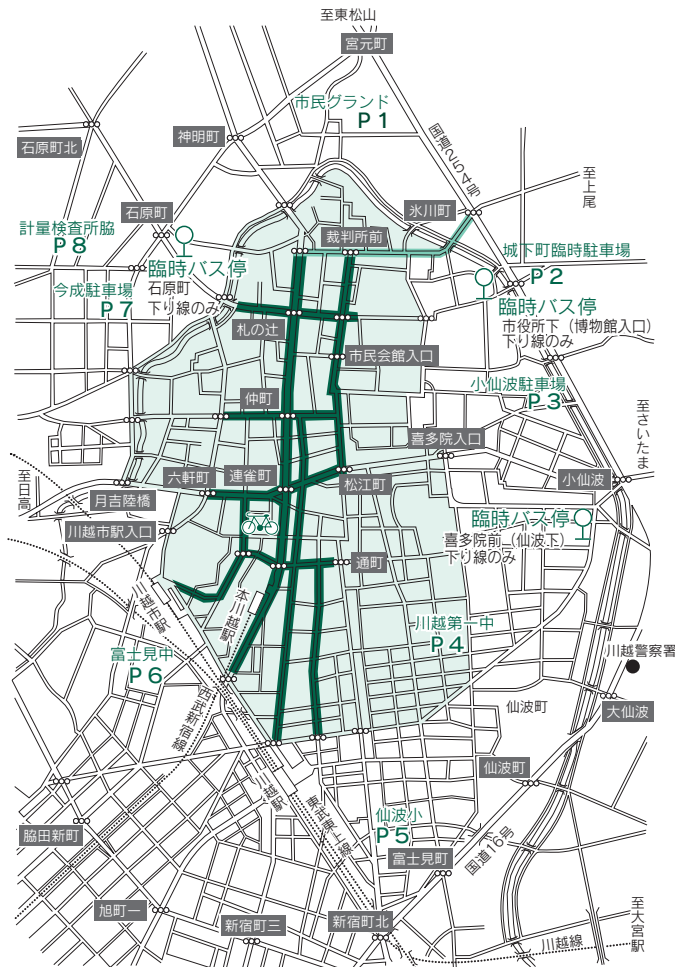 至東松山
宮元町
市民グランド
P1
国道254号
神明町
石原町北
至上尾
石原町
氷川町
計量検査所脇
P8
裁判所前
城下町臨時駐車場
P2
臨時バス停
石原町
下り線のみ
今成駐車場
P7
臨時バス停
市役所下（博物館入口）
下り線のみ
札の辻
市民会館入口
小仙波駐車場
P3
仲町
至さいたま
喜多院入口
至日高
六軒町
連雀町
松江町
小仙波
月吉陸橋
川越市駅入口
臨時バス停
喜多院前（仙波下）
下り線のみ
通町
川越市駅
本川越駅
川越第一中
P4
富士見中
P6
川越警察署
西武新宿線
仙波町
大仙波
仙波町
川越駅
東武東上線
仙波小
P5
脇田新町
富士見町
国道16号
旭町一
新宿町三
新宿町北
川越線
至大宮駅